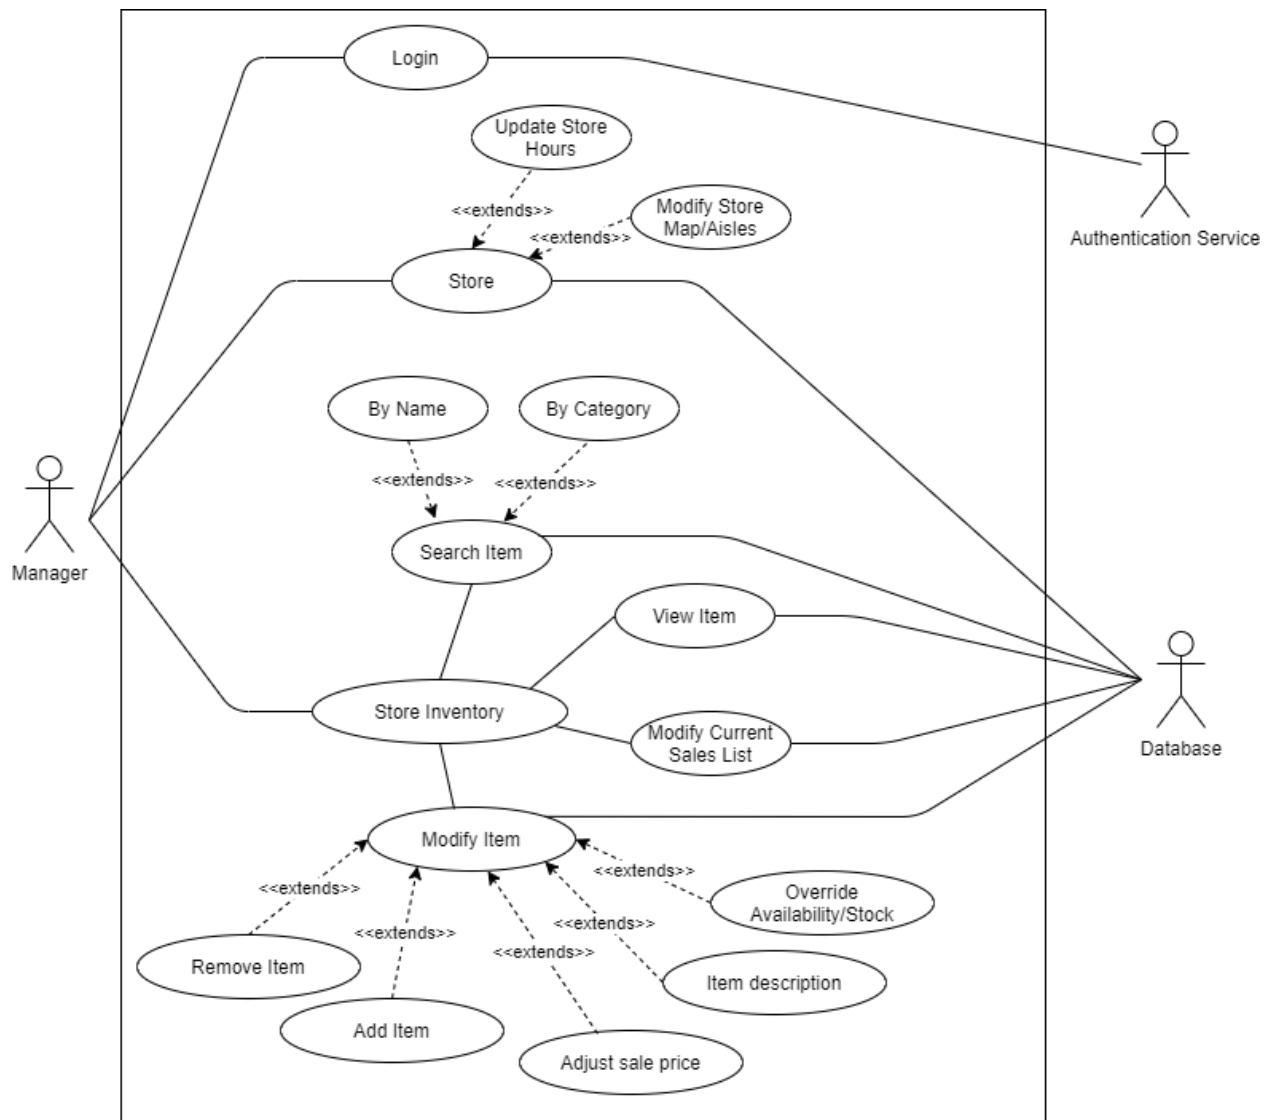 Login
Update Store
Hours
<<extends>>
Modify Store
Map/Aisles
<<extends>>
Authentication Service
Store
By Name
By Category
<<extends>>
<<extends>>
Search Item
Manager
View Item
Store Inventory
Modify Current
Sales List
Database
Modify Item
<<extends>>
<<extends>>
Override
Availability/Stock
<<extends>>
<<extends>>
<<extends>>
Remove Item
Item description
Add Item
Adjust sale price